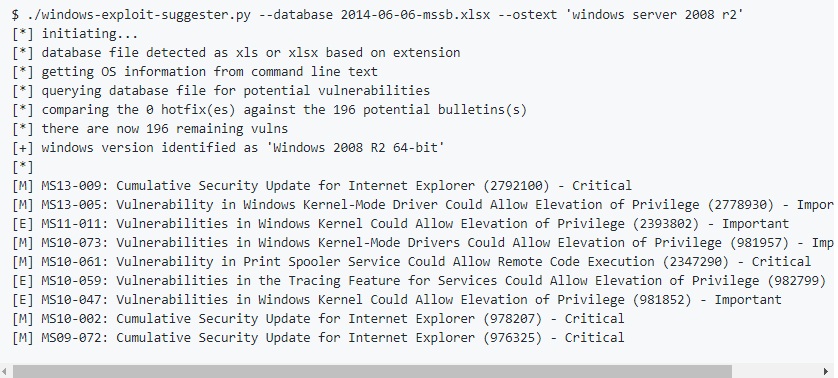 $ ./windows-exploit-suggester.py --database 2014-06-06-mssb.xlsx --ostext 'windows server 2008 r2'
[*] initiating...
[*] database file detected as xls or xlsx based on extension
[*] getting OS information from command line text
[*] querying database file for potential vulnerabilities
[*] comparing the 0 hotfix(es) against the 196 potential bulletins(s)
[*] there are now 196 remaining vulns
[+] windows version identified as 'Windows 2008 R2 64-bit'
[*]
[M] MS13-009: Cumulative Security Update for Internet Explorer (2792100) - Critical
[M] MS13-005: Vulnerability in Windows Kernel-Mode Driver Could Allow Elevation of Privilege (2778930) - Impor
[E] MS11-011: Vulnerabilities in Windows Kernel Could Allow Elevation of Privilege (2393802) - Important
[M] MS10-073: Vulnerabilities in Windows Kernel-Mode Drivers Could Allow Elevation of Privilege (981957) - Imp
[M] MS10-061: Vulnerability in Print Spooler Service Could Allow Remote Code Execution (2347290) - Critical
[E] MS10-059: Vulnerabilities in the Tracing Feature for Services Could Allow Elevation of Privilege (982799)
[E] MS10-047: Vulnerabilities in Windows Kernel Could Allow Elevation of Privilege (981852) - Important
[M] MS10-002: Cumulative Security Update for Internet Explorer (978207) - Critical
[M] MS09-072: Cumulative Security Update for Internet Explorer (976325) - Critical